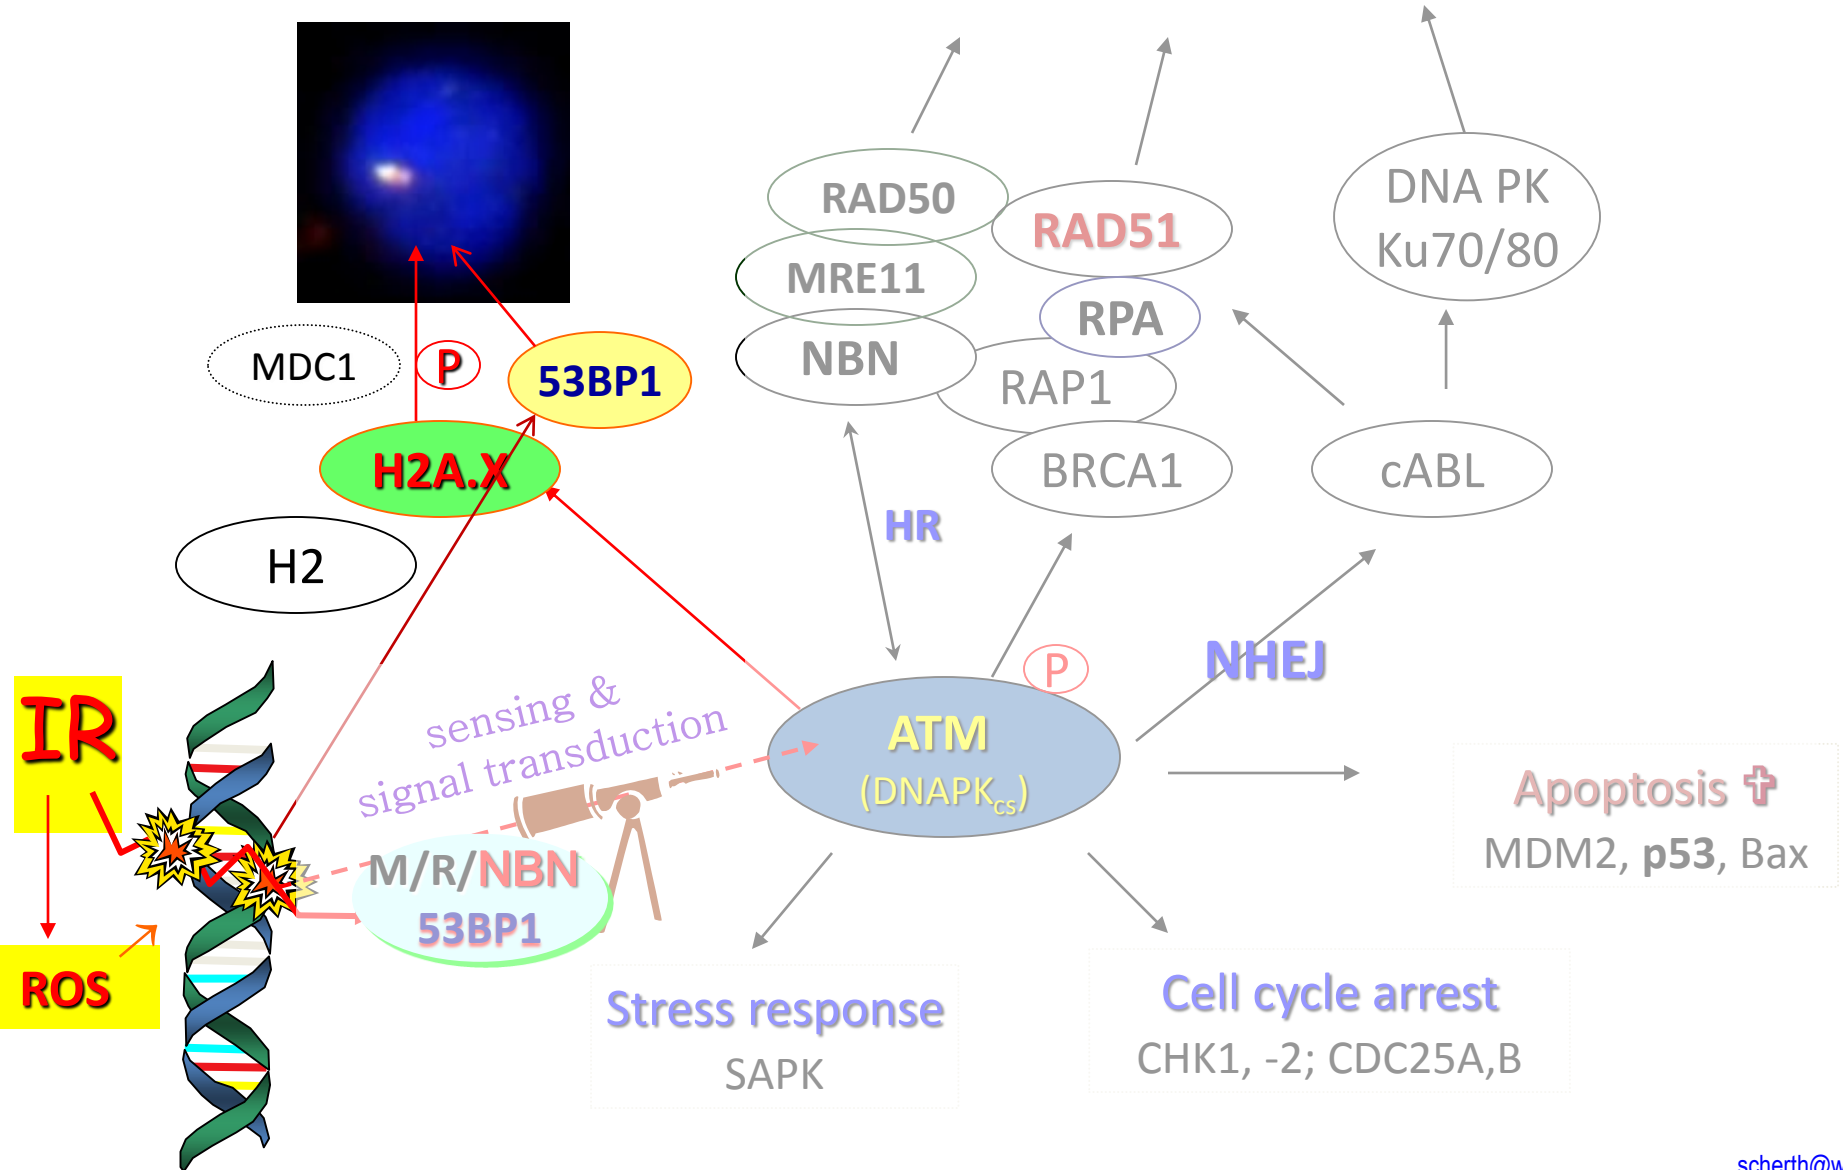 RAD50
RAD51
DNA PK
Ku70/80
MRE11
RPA
NBN
RAP1
MDC1
P
53BP1
H2A.X
BRCA1
cABL
HR
H2
NHEJ
P
IR
sensing &
signal transduction
ATM
(DNAPKcs)
Apoptosis ✞
MDM2, p53, Bax
M/R/NBN
53BP1
ROS
Stress response
SAPK
Cell cycle arrest
CHK1, -2; CDC25A,B